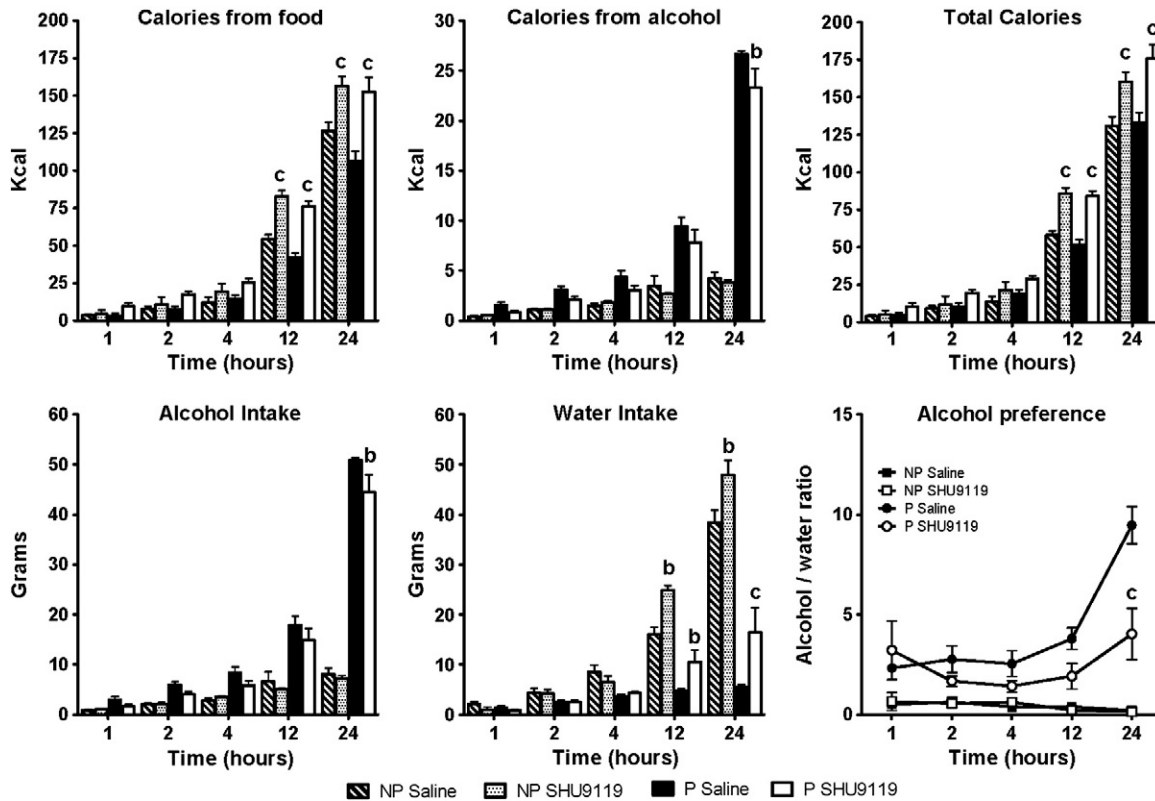 Calories from food
200
175
150
125
100
75
50
25
0
Kcal
c
c
c
c
1 2 4 12 24
Time (hours)
Calories from alcohol
30
25
20
15
10
5
0
Kcal
b
1 2 4 12 24
Time (hours)
Total Calories
200
175
150
125
100
75
50
25
0
Kcal
c
c
c
c
1 2 4 12 24
Time (hours)
Alcohol Intake
60
50
40
30
20
10
0
Grams
b
1 2 4 12 24
Time (hours)
Water Intake
60
50
40
30
20
10
0
Grams
b
b
b
c
1 2 4 12 24
Time (hours)
Alcohol preference
15
10
5
0
Alcohol / water ratio
NP Saline
NP SHU9119
P Saline
P SHU9119
c
1 2 4 12 24
Time (hours)
NP Saline NP SHU9119 P Saline P SHU9119